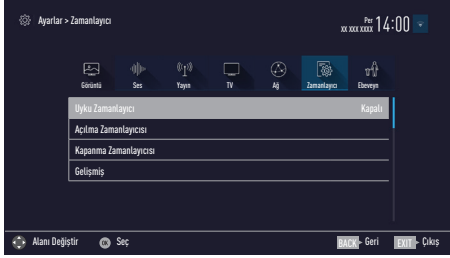 Ayarlar > Zamanlayıcı
Per
xx xxx xxxx 14:00
Görüntü Ses Yayın TV Ağ Zamanlayıcı Ebeveyn
Uyku Zamanlayıcı Kapalı
Açılma Zamanlayıcısı
Kapanma Zamanlayıcısı
Gelişmiş
Alanı Değiştir OK Seç BACK Geri EXIT Çıkış